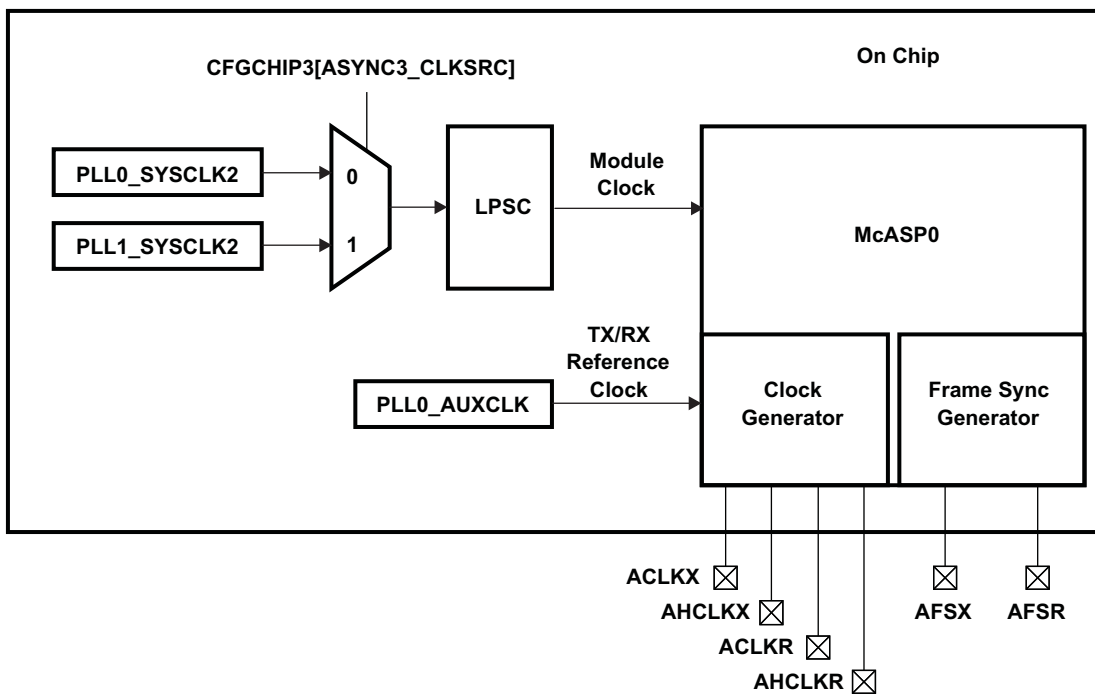 On Chip
CFGCHIP3[ASYNC3_CLKSRC]
PLL0_SYSCLK2
0
PLL1_SYSCLK2
1
LPSC
Module
Clock
McASP0
TX/RX
Reference
Clock
PLL0_AUXCLK
Clock
Generator
Frame Sync
Generator
ACLKX
AHCLKX
ACLKR
AHCLKR
AFSX
AFSR